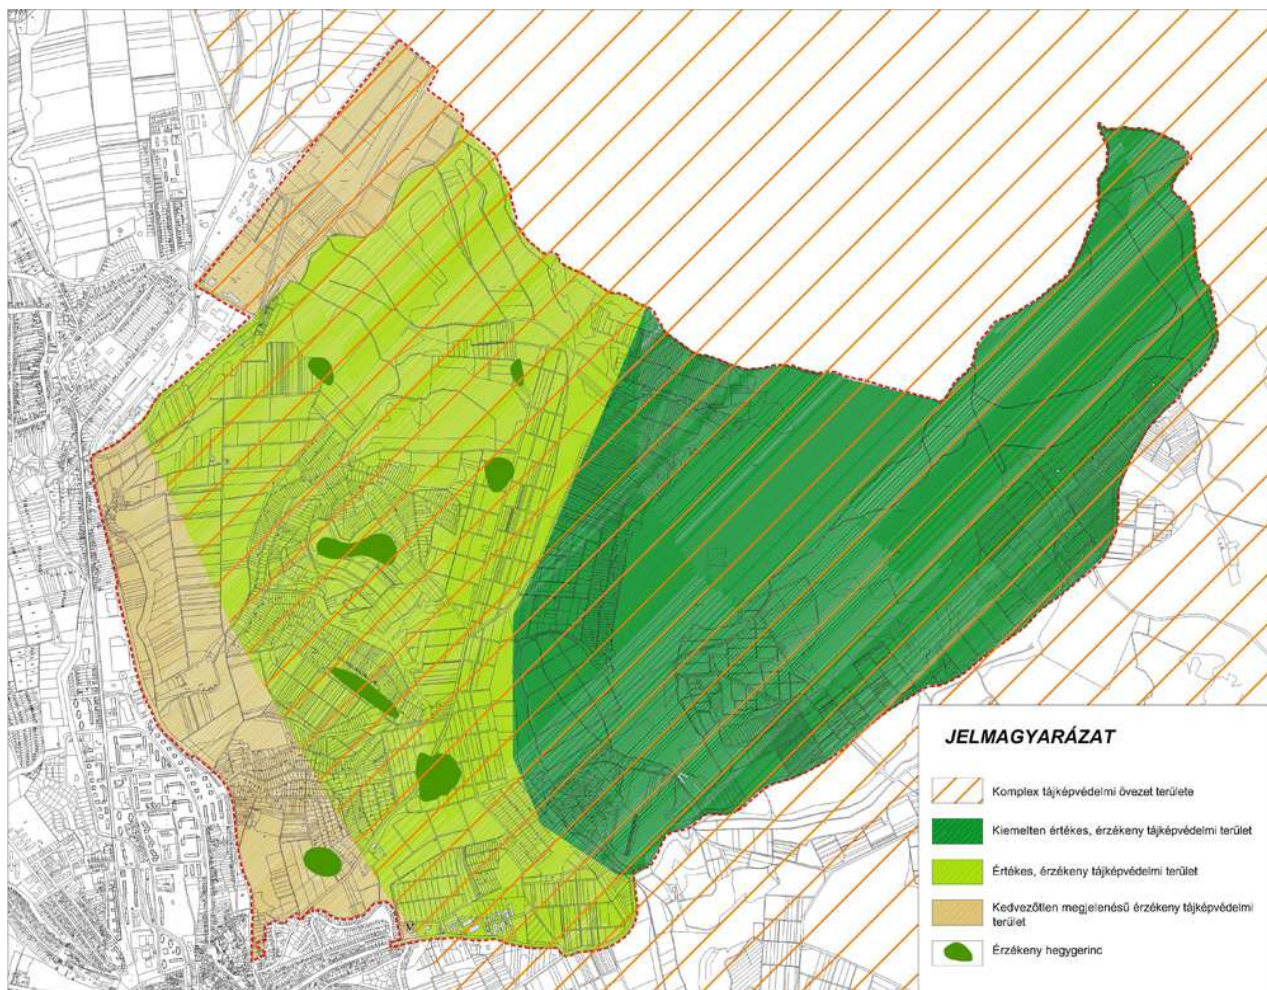 JELMAGYARÁZAT
Komplex tájképvédelmi övezet területe
Kiemelten értékes, érzékeny tájképvédelmi terület
Értékes, érzékeny tájképvédelmi terület
Kedvezőtlen megjelenésű érzékeny tájképvédelmi
terület
Érzékeny hegygerinc